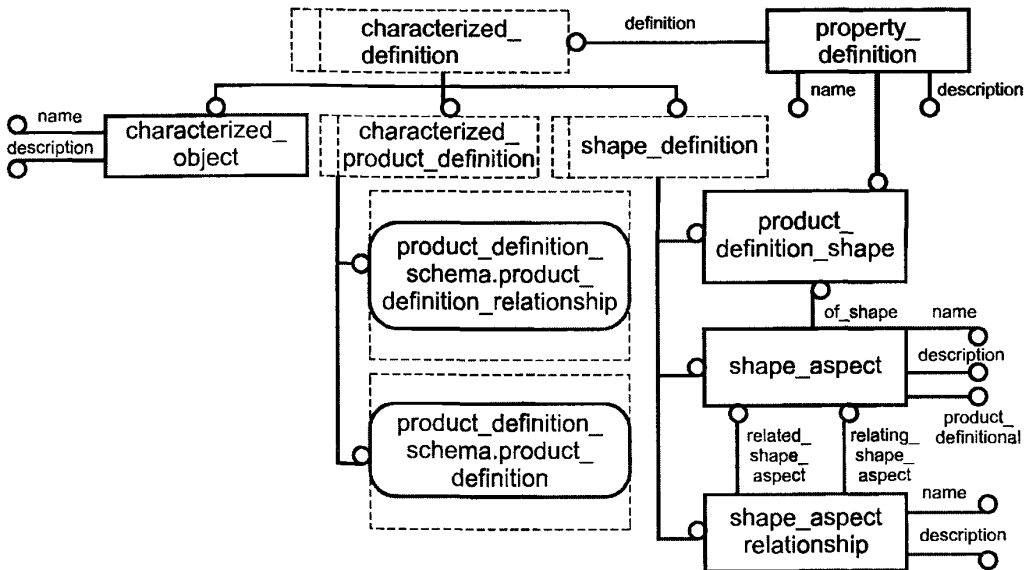 characterized_
definition
definition
property_
definition
name
description
name
description
characterized_
object
characterized_
product_definition
shape_definition
product_definition_
schema.product_
definition_relationship
product_
definition_shape
of_shape
name
shape_aspect
description
product_
definitional
product_definition_
schema.product_
definition
related_
shape_
aspect
relating_
shape_
aspect
name
shape_aspect
relationship
description